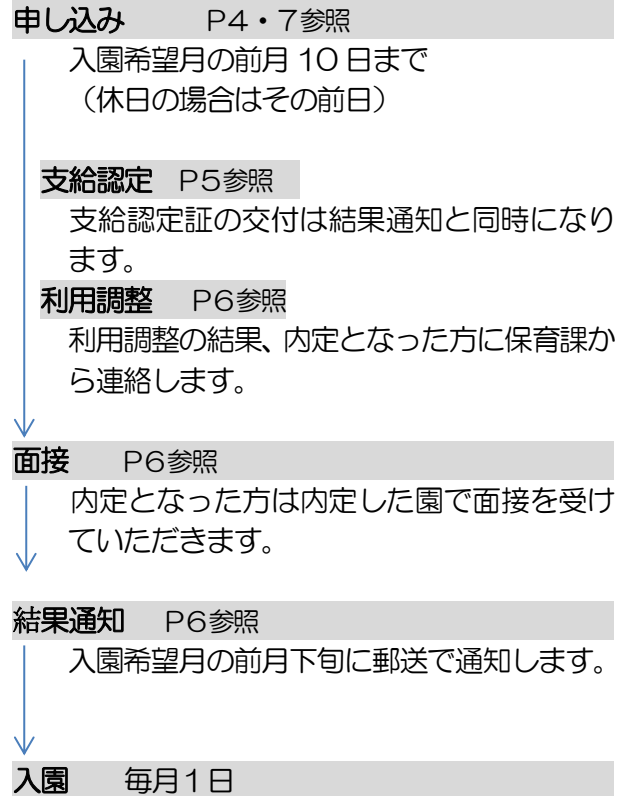 申し込み　　P4・7参照
入園希望月の前月 10 日まで
（休日の場合はその前日）
支給認定　P5参照
支給認定証の交付は結果通知と同時になり
ます。
利用調整　P6参照
利用調整の結果、内定となった方に保育課か
ら連絡します。
面接　　P6参照
内定となった方は内定した園で面接を受け
ていただきます。
結果通知　P6参照
入園希望月の前月下旬に郵送で通知します。
入園　　毎月1日